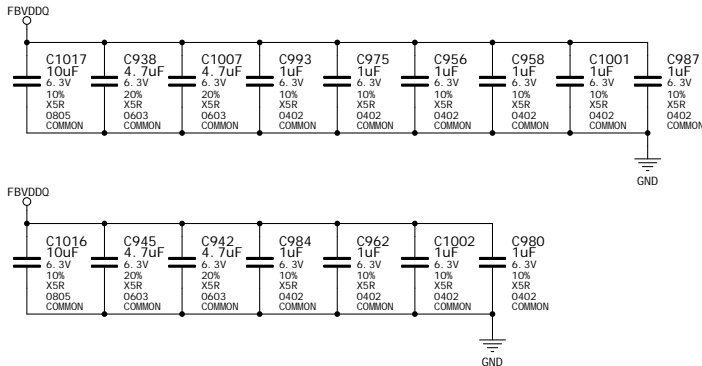 FBVDDQ
C1017
10uF
6.3V
10%
X5R
0805
COMMON
C938
4.7uF
6.3V
20%
X5R
0603
COMMON
C1007
4.7uF
6.3V
20%
X5R
0603
COMMON
C993
1uF
6.3V
10%
X5R
0402
COMMON
C975
1uF
6.3V
10%
X5R
0402
COMMON
C956
1uF
6.3V
10%
X5R
0402
COMMON
C958
1uF
6.3V
10%
X5R
0402
COMMON
C1001
1uF
6.3V
10%
X5R
0402
COMMON
C987
1uF
6.3V
10%
X5R
0402
COMMON
GND
FBVDDQ
C1016
10uF
6.3V
10%
X5R
0805
COMMON
C945
4.7uF
6.3V
20%
X5R
0603
COMMON
C942
4.7uF
6.3V
20%
X5R
0603
COMMON
C984
1uF
6.3V
10%
X5R
0402
COMMON
C962
1uF
6.3V
10%
X5R
0402
COMMON
C1002
1uF
6.3V
10%
X5R
0402
COMMON
C980
1uF
6.3V
10%
X5R
0402
COMMON
GND